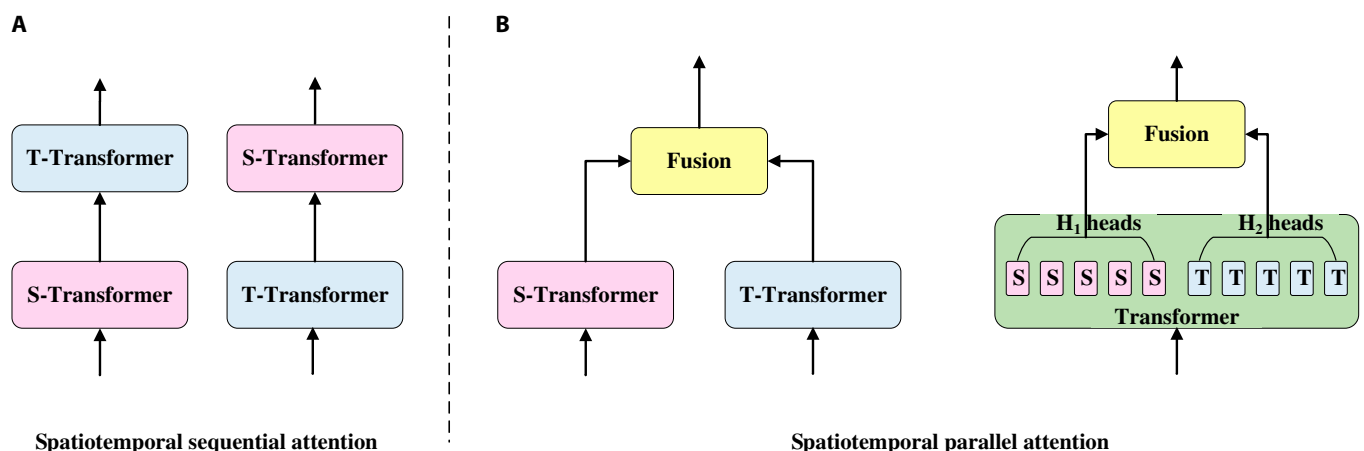 A
B
T-Transformer
S-Transformer
S-Transformer
T-Transformer
Fusion
S-Transformer
T-Transformer
Fusion
H₁ heads
H₂ heads
S S S S S
T T T T T
Transformer
Spatiotemporal sequential attention
Spatiotemporal parallel attention